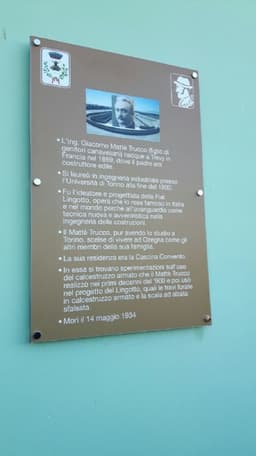 • L'ing. Giacomo Mattè Trucco (figlio di
genitori canavesani) nacque a Trevy in
Francia nel 1869, dove il padre era
costruttore edile.
• Si laureò in ingegneria industriale presso
l'Università di Torino alla fine del 1800.
• Fu l'ideatore e progettista della Fiat
Lingotto, opera che lo rese famoso in Italia
e nel mondo perché all'avanguardia come
tecnica nuova e avveniristica nella
ingegneria delle costruzioni.
• Il Mattè Trucco, pur avendo lo studio a
Torino, scelse di vivere ad Ozegna come gli
altri membri della sua famiglia.
• La sua residenza era la Cascina Convento.
• In essa si trovano sperimentazioni sull'uso
del calcestruzzo armato che il Mattè Trucco
realizzò nei primi decenni del '900 e poi usò
nel progetto del Lingotto, quali le travi forate
in calcestruzzo armato e la scala ad alzata
sfalsata.
• Morì il 14 maggio 1934